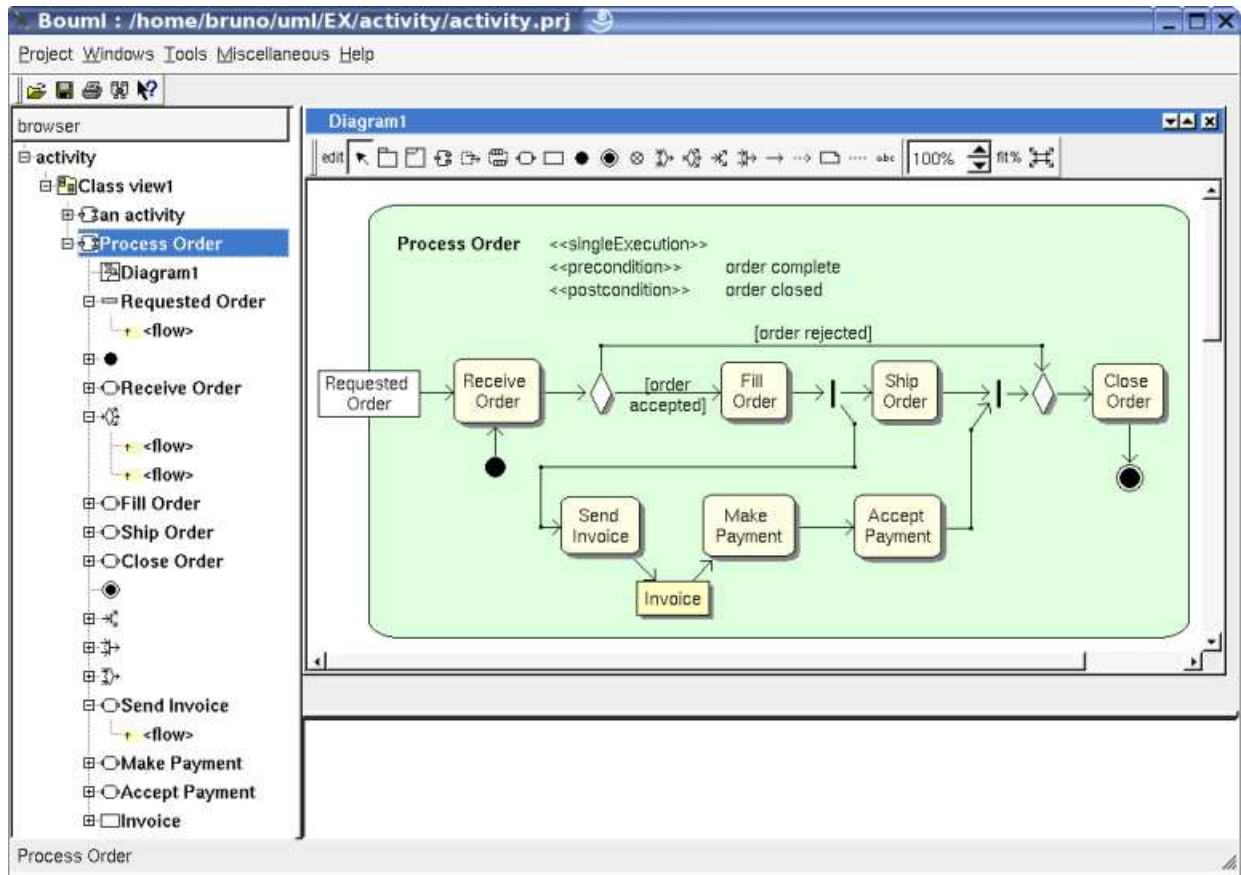 Bouml : /home/bruno/uml/EX/activity/activity.prj
Project Windows Tools Miscellaneous Help
browser
activity
Class view1
an activity
Process Order
Diagram1
Requested Order
<flow>
Receive Order
<flow>
<flow>
Fill Order
Ship Order
Close Order
Send Invoice
<flow>
Make Payment
Accept Payment
Invoice
Diagram1
edit
abc
100%
fit%
Process Order <<singleExecution>>
<<precondition>> order complete
<<postcondition>> order closed
[order rejected]
Requested
Order
Receive
Order
[order
accepted]
Fill
Order
Ship
Order
Close
Order
Send
Invoice
Make
Payment
Accept
Payment
Invoice
Process Order